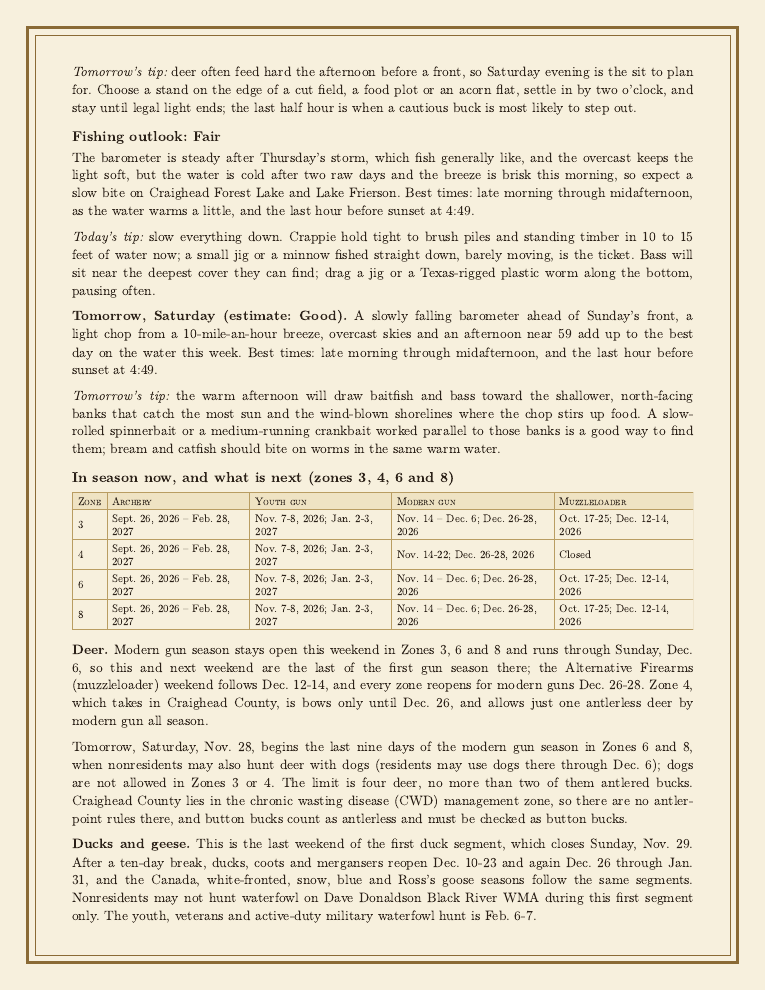 Tomorrow's tip: deer often feed hard the afternoon before a front, so Saturday evening is the sit to plan
for. Choose a stand on the edge of a cut field, a food plot or an acorn flat, settle in by two o'clock, and
stay until legal light ends; the last half hour is when a cautious buck is most likely to step out.
Fishing outlook: Fair
The barometer is steady after Thursday's storm, which fish generally like, and the overcast keeps the
light soft, but the water is cold after two raw days and the breeze is brisk this morning, so expect a
slow bite on Craighead Forest Lake and Lake Frierson. Best times: late morning through midafternoon,
as the water warms a little, and the last hour before sunset at 4:49.
Today's tip: slow everything down. Crappie hold tight to brush piles and standing timber in 10 to 15
feet of water now; a small jig or a minnow fished straight down, barely moving, is the ticket. Bass will
sit near the deepest cover they can find; drag a jig or a Texas-rigged plastic worm along the bottom,
pausing often.
Tomorrow, Saturday (estimate: Good). A slowly falling barometer ahead of Sunday's front, a
light chop from a 10-mile-an-hour breeze, overcast skies and an afternoon near 59 add up to the best
day on the water this week. Best times: late morning through midafternoon, and the last hour before
sunset at 4:49.
Tomorrow's tip: the warm afternoon will draw baitfish and bass toward the shallower, north-facing
banks that catch the most sun and the wind-blown shorelines where the chop stirs up food. A slow-
rolled spinnerbait or a medium-running crankbait worked parallel to those banks is a good way to find
them; bream and catfish should bite on worms in the same warm water.
In season now, and what is next (zones 3, 4, 6 and 8)
Zone Archery Youth gun Modern gun Muzzleloader
3 Sept. 26, 2026 – Feb. 28, 2027 Nov. 7-8, 2026; Jan. 2-3, 2027 Nov. 14 – Dec. 6; Dec. 26-28, 2026 Oct. 17-25; Dec. 12-14, 2026
4 Sept. 26, 2026 – Feb. 28, 2027 Nov. 7-8, 2026; Jan. 2-3, 2027 Nov. 14-22; Dec. 26-28, 2026 Closed
6 Sept. 26, 2026 – Feb. 28, 2027 Nov. 7-8, 2026; Jan. 2-3, 2027 Nov. 14 – Dec. 6; Dec. 26-28, 2026 Oct. 17-25; Dec. 12-14, 2026
8 Sept. 26, 2026 – Feb. 28, 2027 Nov. 7-8, 2026; Jan. 2-3, 2027 Nov. 14 – Dec. 6; Dec. 26-28, 2026 Oct. 17-25; Dec. 12-14, 2026
Deer. Modern gun season stays open this weekend in Zones 3, 6 and 8 and runs through Sunday, Dec.
6, so this and next weekend are the last of the first gun season there; the Alternative Firearms
(muzzleloader) weekend follows Dec. 12-14, and every zone reopens for modern guns Dec. 26-28. Zone 4,
which takes in Craighead County, is bows only until Dec. 26, and allows just one antlerless deer by
modern gun all season.
Tomorrow, Saturday, Nov. 28, begins the last nine days of the modern gun season in Zones 6 and 8,
when nonresidents may also hunt deer with dogs (residents may use dogs there through Dec. 6); dogs
are not allowed in Zones 3 or 4. The limit is four deer, no more than two of them antlered bucks.
Craighead County lies in the chronic wasting disease (CWD) management zone, so there are no antler-
point rules there, and button bucks count as antlerless and must be checked as button bucks.
Ducks and geese. This is the last weekend of the first duck segment, which closes Sunday, Nov. 29.
After a ten-day break, ducks, coots and mergansers reopen Dec. 10-23 and again Dec. 26 through Jan.
31, and the Canada, white-fronted, snow, blue and Ross's goose seasons follow the same segments.
Nonresidents may not hunt waterfowl on Dave Donaldson Black River WMA during this first segment
only. The youth, veterans and active-duty military waterfowl hunt is Feb. 6-7.